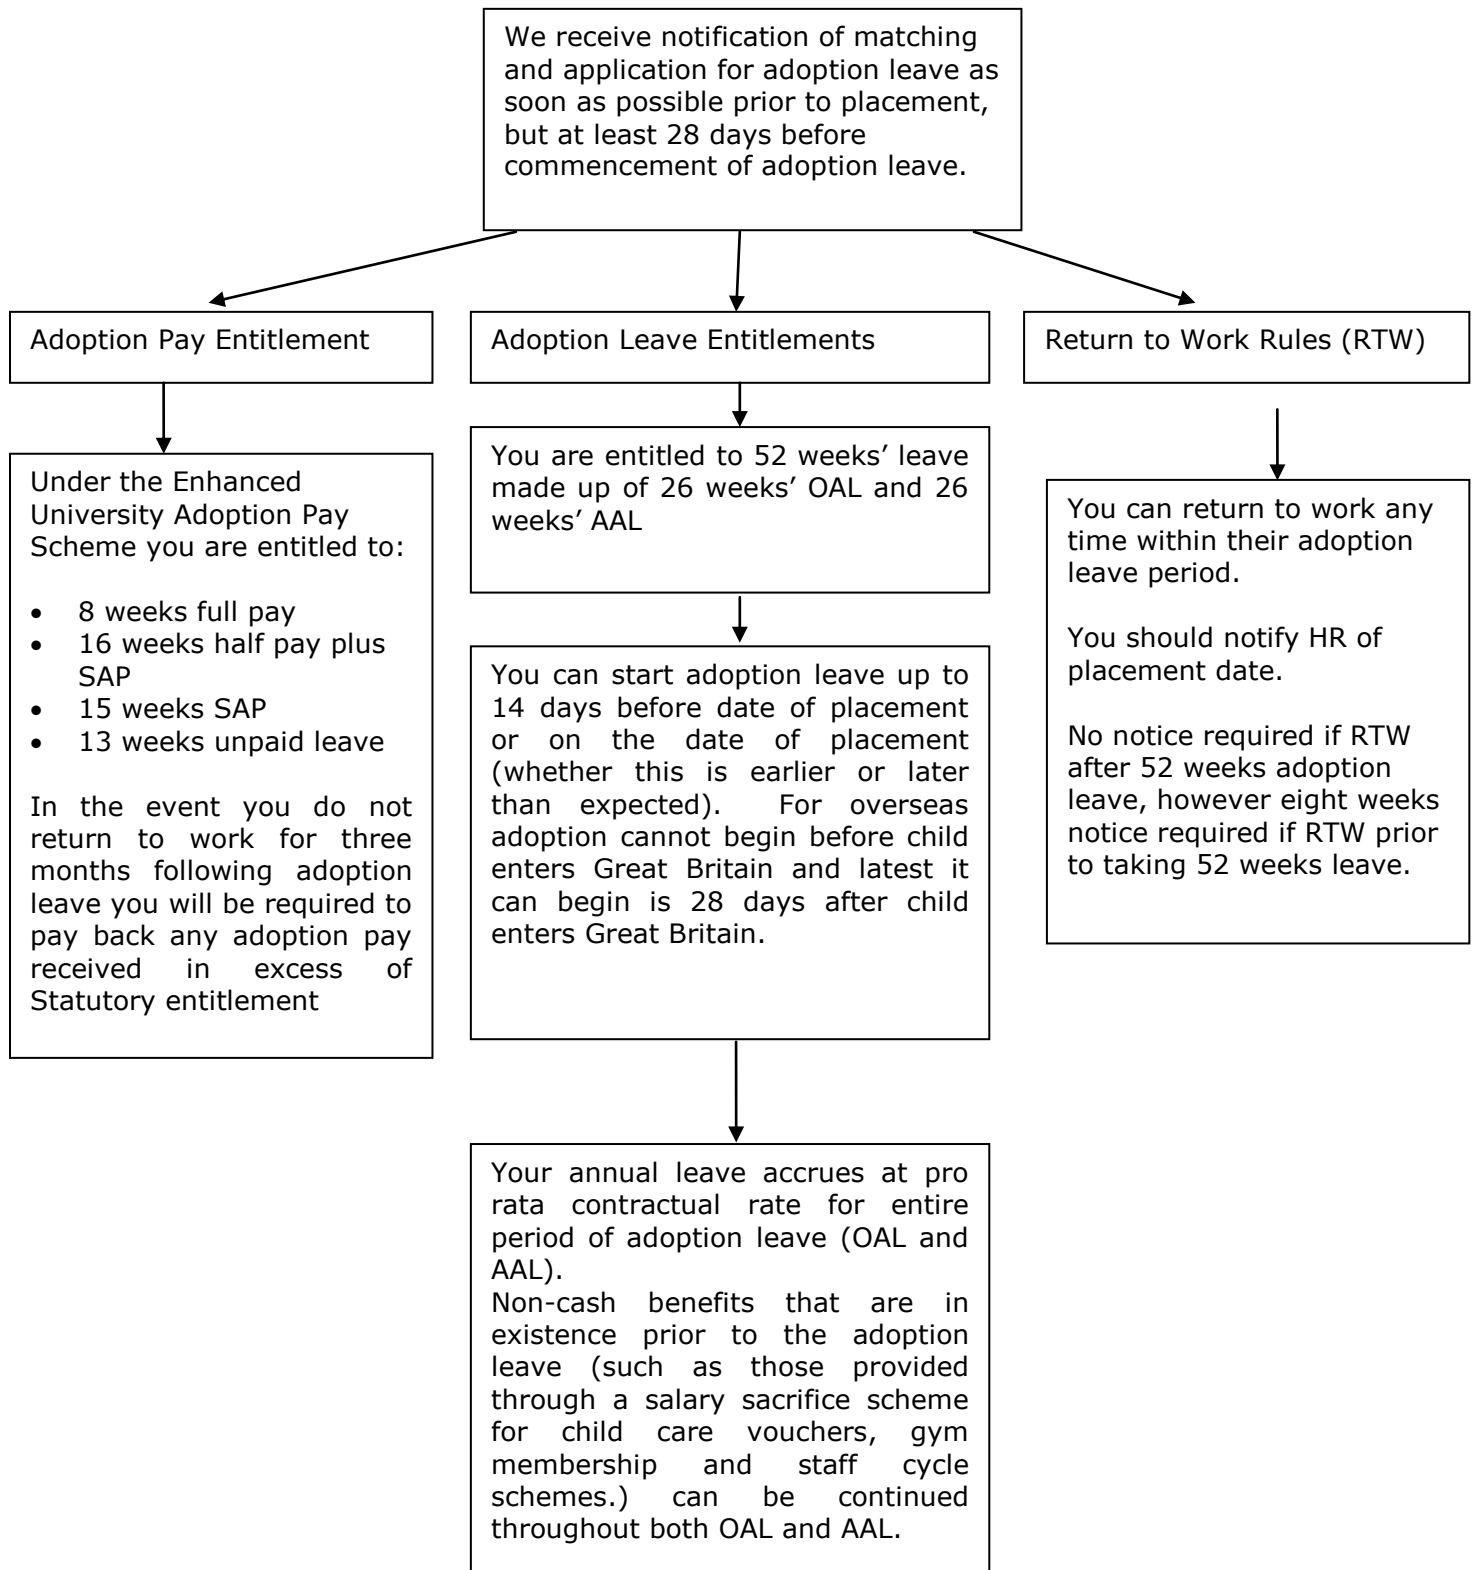 We receive notification of matching
and application for adoption leave as
soon as possible prior to placement,
but at least 28 days before
commencement of adoption leave.
Adoption Pay Entitlement
Under the Enhanced
University Adoption Pay
Scheme you are entitled to:
• 8 weeks full pay
• 16 weeks half pay plus
SAP
• 15 weeks SAP
• 13 weeks unpaid leave
In the event you do not
return to work for three
months following adoption
leave you will be required to
pay back any adoption pay
received in excess of
Statutory entitlement
Adoption Leave Entitlements
You are entitled to 52 weeks’ leave
made up of 26 weeks’ OAL and 26
weeks’ AAL
You can start adoption leave up to
14 days before date of placement
or on the date of placement
(whether this is earlier or later
than expected). For overseas
adoption cannot begin before child
enters Great Britain and latest it
can begin is 28 days after child
enters Great Britain.
Your annual leave accrues at pro
rata contractual rate for entire
period of adoption leave (OAL and
AAL).
Non-cash benefits that are in
existence prior to the adoption
leave (such as those provided
through a salary sacrifice scheme
for child care vouchers, gym
membership and staff cycle
schemes.) can be continued
throughout both OAL and AAL.
Return to Work Rules (RTW)
You can return to work any
time within their adoption
leave period.
You should notify HR of
placement date.
No notice required if RTW
after 52 weeks adoption
leave, however eight weeks
notice required if RTW prior
to taking 52 weeks leave.